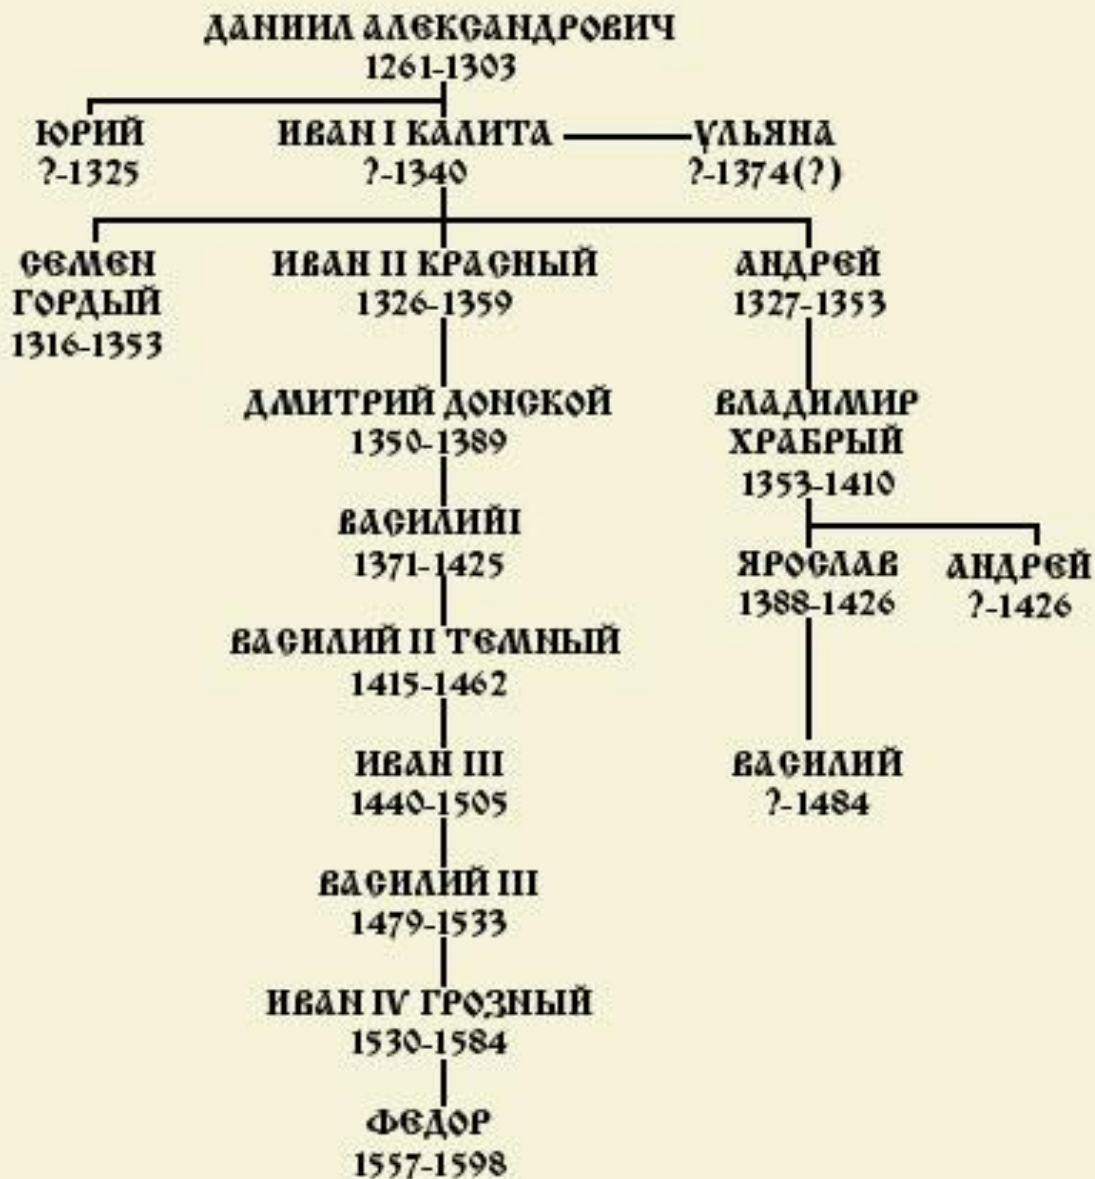 ДАНИИЛ АЛЕКСАНДРОВИЧ
1261-1303
ЮРИЙ
?-1325
ИВАН I КАЛИТА
?-1340
УЛЬЯНА
?-1374(?)
СЕМЕН
ГОРДЫЙ
1316-1353
ИВАН II КРАСНЫЙ
1326-1359
АНДРЕЙ
1327-1353
ДМИТРИЙ ДОНСКОЙ
1350-1389
ВЛАДИМИР
ХРАБРЫЙ
1353-1410
ВАСИЛИЙI
1371-1425
ЯРОСЛАВ
1388-1426
АНДРЕЙ
?-1426
ВАСИЛИЙ II ТЕМНЫЙ
1415-1462
ИВАН III
1440-1505
ВАСИЛИЙ
?-1484
ВАСИЛИЙ III
1479-1533
ИВАН IV ГРОЗНЫЙ
1530-1584
ФЕДОР
1557-1598